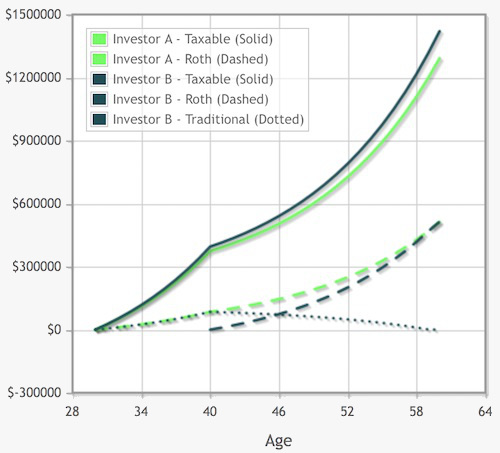 $1500000
$1200000
$900000
$600000
$300000
$0
$-300000
Investor A - Taxable (Solid)
Investor A - Roth (Dashed)
Investor B - Taxable (Solid)
Investor B - Roth (Dashed)
Investor B - Traditional (Dotted)
28 34 40 46 52 58 64
Age